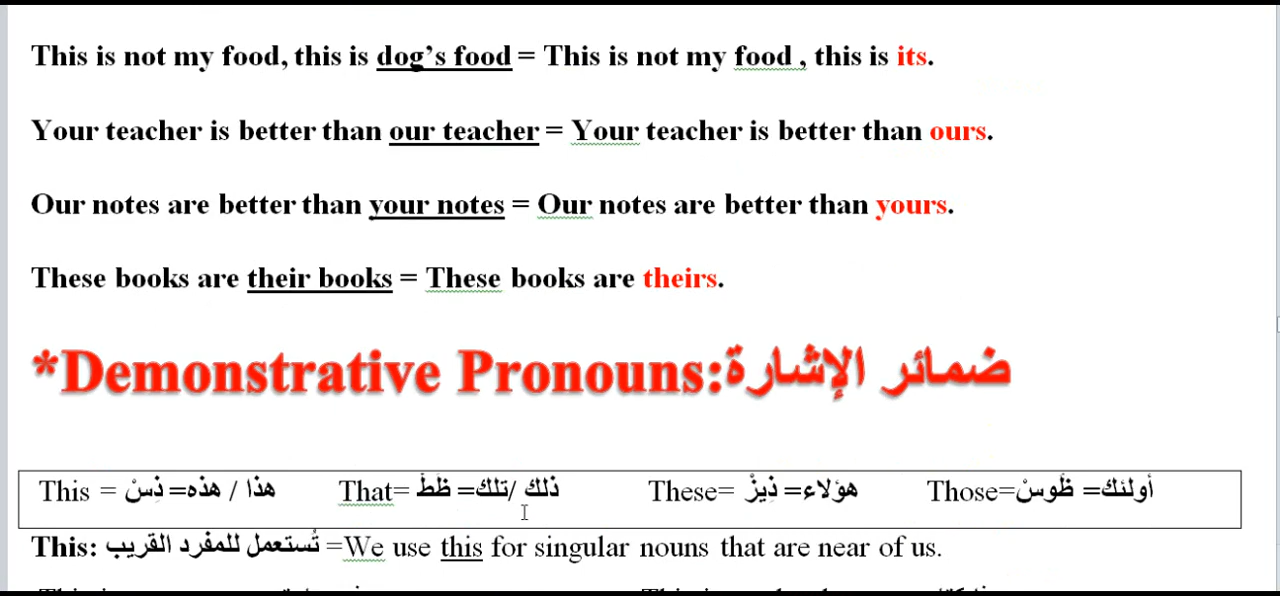 This is not my food, this is dog’s food = This is not my food , this is its.
Your teacher is better than our teacher = Your teacher is better than ours.
Our notes are better than your notes = Our notes are better than yours.
These books are their books = These books are theirs.
*Demonstrative Pronouns:ضمائر الإشارة
This = ذِسْ =هذا / هذه That= ظَطْ =ذلك /تلك These= ذِيزْ =هؤلاء Those=ظُوسْ =أولئك
This: تُستعمل للمفرد القريب =We use this for singular nouns that are near of us.